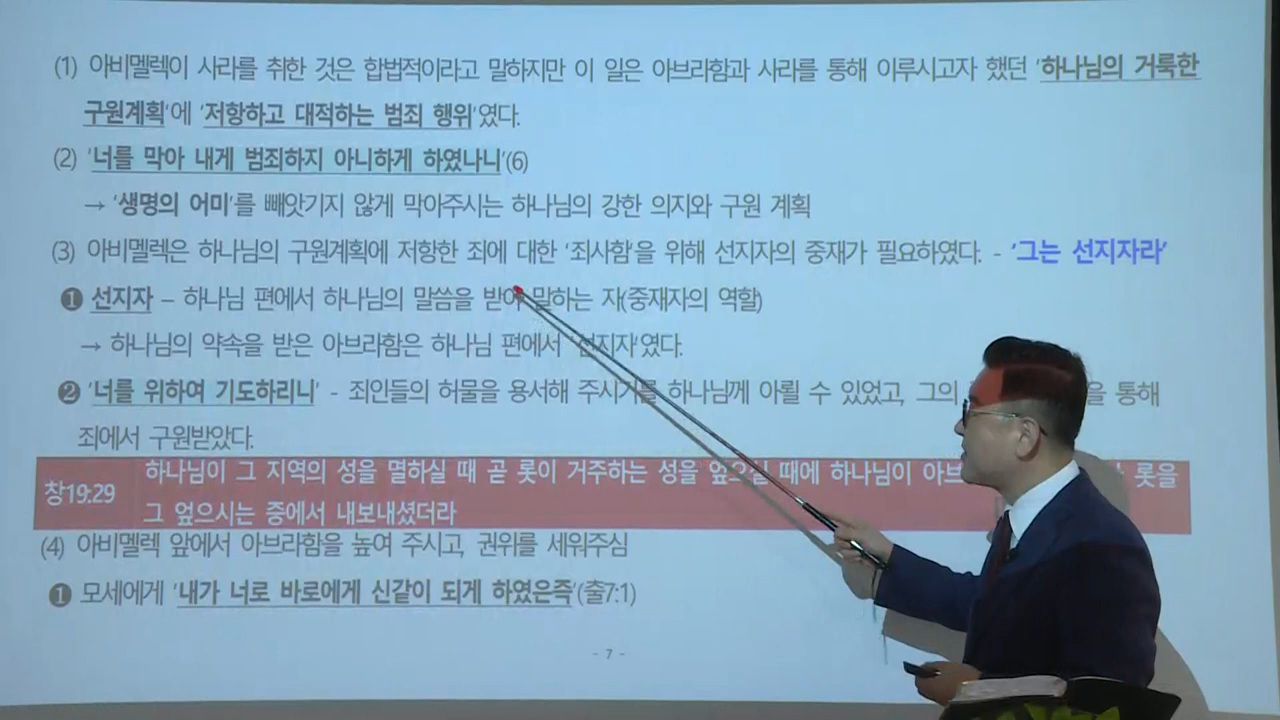 (1) 아비멜렉이 사라를 취한 것은 합법적이라고 말하지만 이 일은 아브라함과 사라를 통해 이루시고자 했던 '하나님의 거룩한
구원계획'에 '저항하고 대적하는 범죄 행위'였다.
(2) '너를 막아 내게 범죄하지 아니하게 하였나니'(6)
→ '생명의 어미'를 빼앗기지 않게 막아주시는 하나님의 강한 의지와 구원 계획
(3) 아비멜렉은 하나님의 구원계획에 저항한 죄에 대한 '죄사함'을 위해 선지자의 중재가 필요하였다. - '그는 선지자라'
❶ 선지자 – 하나님 편에서 하나님의 말씀을 받아 말하는 자(중재자의 역할)
→ 하나님의 약속을 받은 아브라함은 하나님 편에서 '선지자'였다.
❷ '너를 위하여 기도하리니' - 죄인들의 허물을 용서해 주시기를 하나님께 아뢸 수 있었고, 그의 을 통해
죄에서 구원받았다.
창19:29 하나님이 그 지역의 성을 멸하실 때 곧 롯이 거주하는 성을 엎으실 때에 하나님이 아브 롯을
그 엎으시는 중에서 내보내셨더라
(4) 아비멜렉 앞에서 아브라함을 높여 주시고, 권위를 세워주심
❶ 모세에게 '내가 너로 바로에게 신같이 되게 하였은즉'(출7:1)
- 7 -